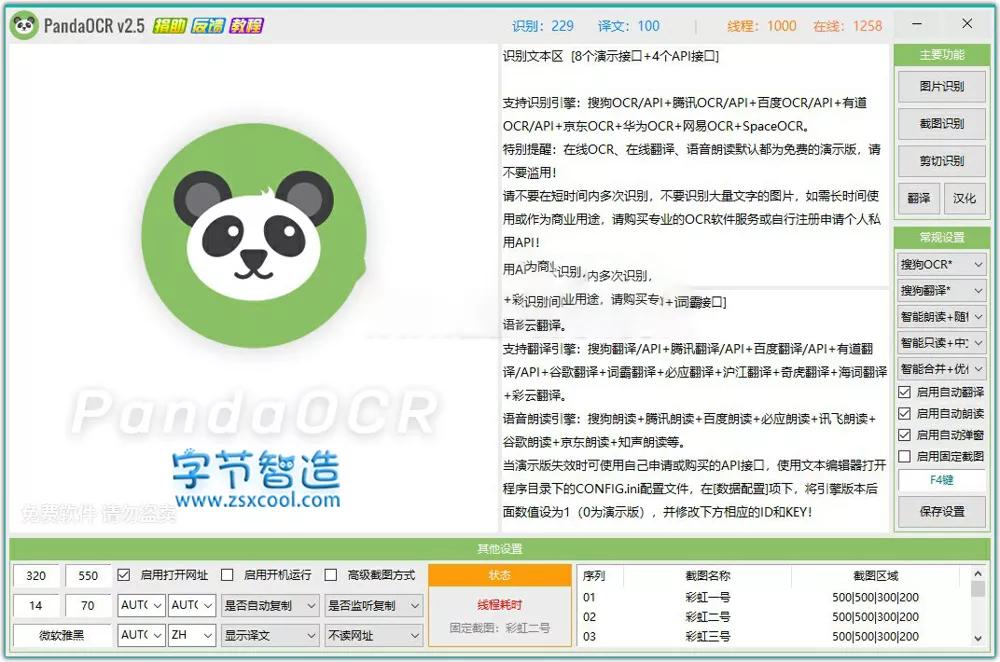 PandaOCR v2.5 捐助 反馈 教程 识别: 229 译文: 100 线程: 1000 在线: 1258
识别文本区 [8个演示接口+4个API接口]
支持识别引擎：搜狗OCR/API+腾讯OCR/API+百度OCR/API+有道
OCR/API+京东OCR+华为OCR+网易OCR+SpaceOCR。
特别提醒：在线OCR、在线翻译、语音朗读默认都为免费的演示版，请
不要滥用！
请不要在短时间内多次识别，不要识别大量文字的图片，如需长时间使
用或作为商业用途，请购买专业的OCR软件服务或自行注册申请个人私
用API！
内多次识别，
业用途，请购买专
+词霸接口]
云翻译。
支持翻译引擎：搜狗翻译/API+腾讯翻译/API+百度翻译/API+有道翻
译/API+谷歌翻译+词霸翻译+必应翻译+沪江翻译+奇虎翻译+海词翻译
+彩云翻译。
语音朗读引擎：搜狗朗读+腾讯朗读+百度朗读+必应朗读+讯飞朗读+
谷歌朗读+京东朗读+知声朗读等。
当演示版失效时可使用自己申请或购买的API接口，使用文本编辑器打开
程序目录下的CONFIG.ini配置文件，在[数据配置]项下，将引擎版本后
面数值设为1（0为演示版），并修改下方相应的ID和KEY！
PandaOCR
字节智造
www.zsxcool.com
免费软件 请勿盗卖
主要功能
图片识别
截图识别
剪切识别
翻译 汉化
常规设置
搜狗OCR*
搜狗翻译*
智能朗读+随
智能只读+中
智能合并+优
启用自动翻译
启用自动朗读
启用自动弹窗
启用固定截图
F4键
保存设置
其他设置
320 550 启用打开网址 启用开机运行 高级截图方式
14 70 AUT AUT 是否自动复制 是否监听复制
微软雅黑 AUT ZH 显示译文 不读网址
状态
线程耗时
固定截图：彩虹二号
序列 截图名称 截图区域
01 彩虹一号 500|500|300|200
02 彩虹二号 500|500|300|200
03 彩虹三号 500|500|300|200